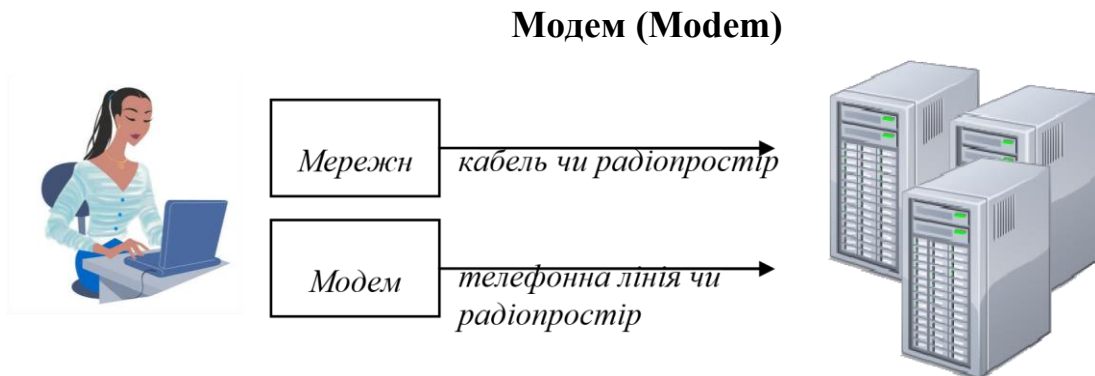 Модем (Modem)
Мережн
кабель чи радіопростір
Модем
телефонна лінія чи
радіопростір